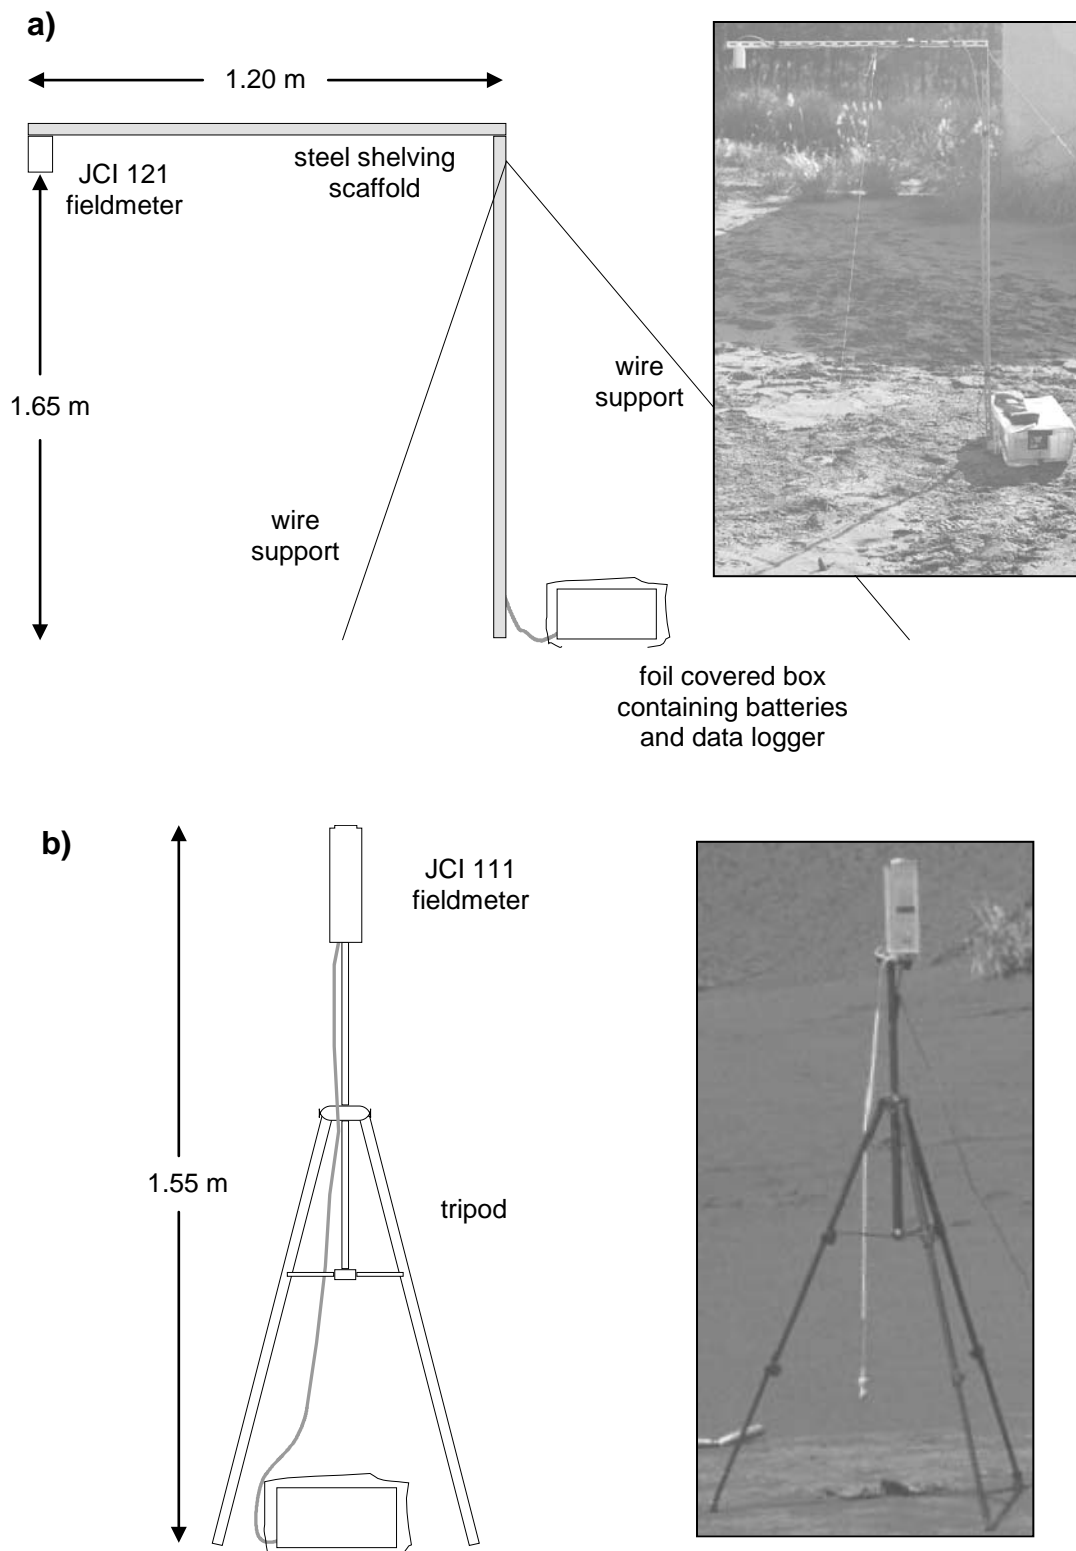 a)
1.20 m
JCI 121
fieldmeter
steel shelving
scaffold
1.65 m
wire
support
wire
support
foil covered box
containing batteries
and data logger
b)
JCI 111
fieldmeter
1.55 m
tripod